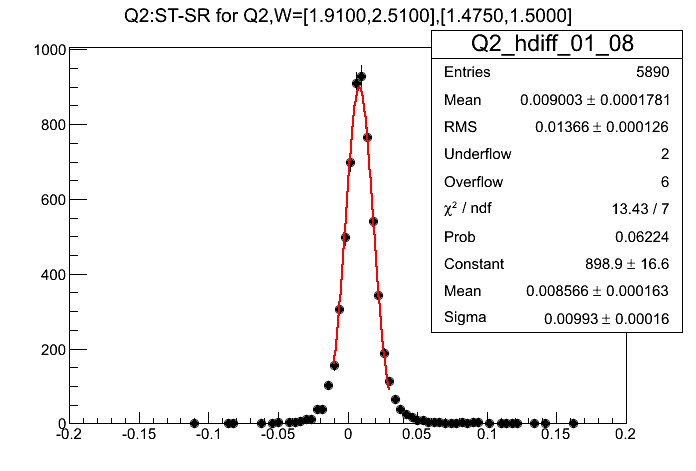 Q2:ST-SR for Q2,W=[1.9100,2.5100],[1.4750,1.5000]
Q2_hdiff_01_08
Entries 5890
Mean 0.009003 ± 0.0001781
RMS 0.01366 ± 0.000126
Underflow 2
Overflow 6
χ² / ndf 13.43 / 7
Prob 0.06224
Constant 898.9 ± 16.6
Mean 0.008566 ± 0.000163
Sigma 0.00993 ± 0.00016
1000
800
600
400
200
0
-0.2 -0.15 -0.1 -0.05 0 0.05 0.1 0.15 0.2